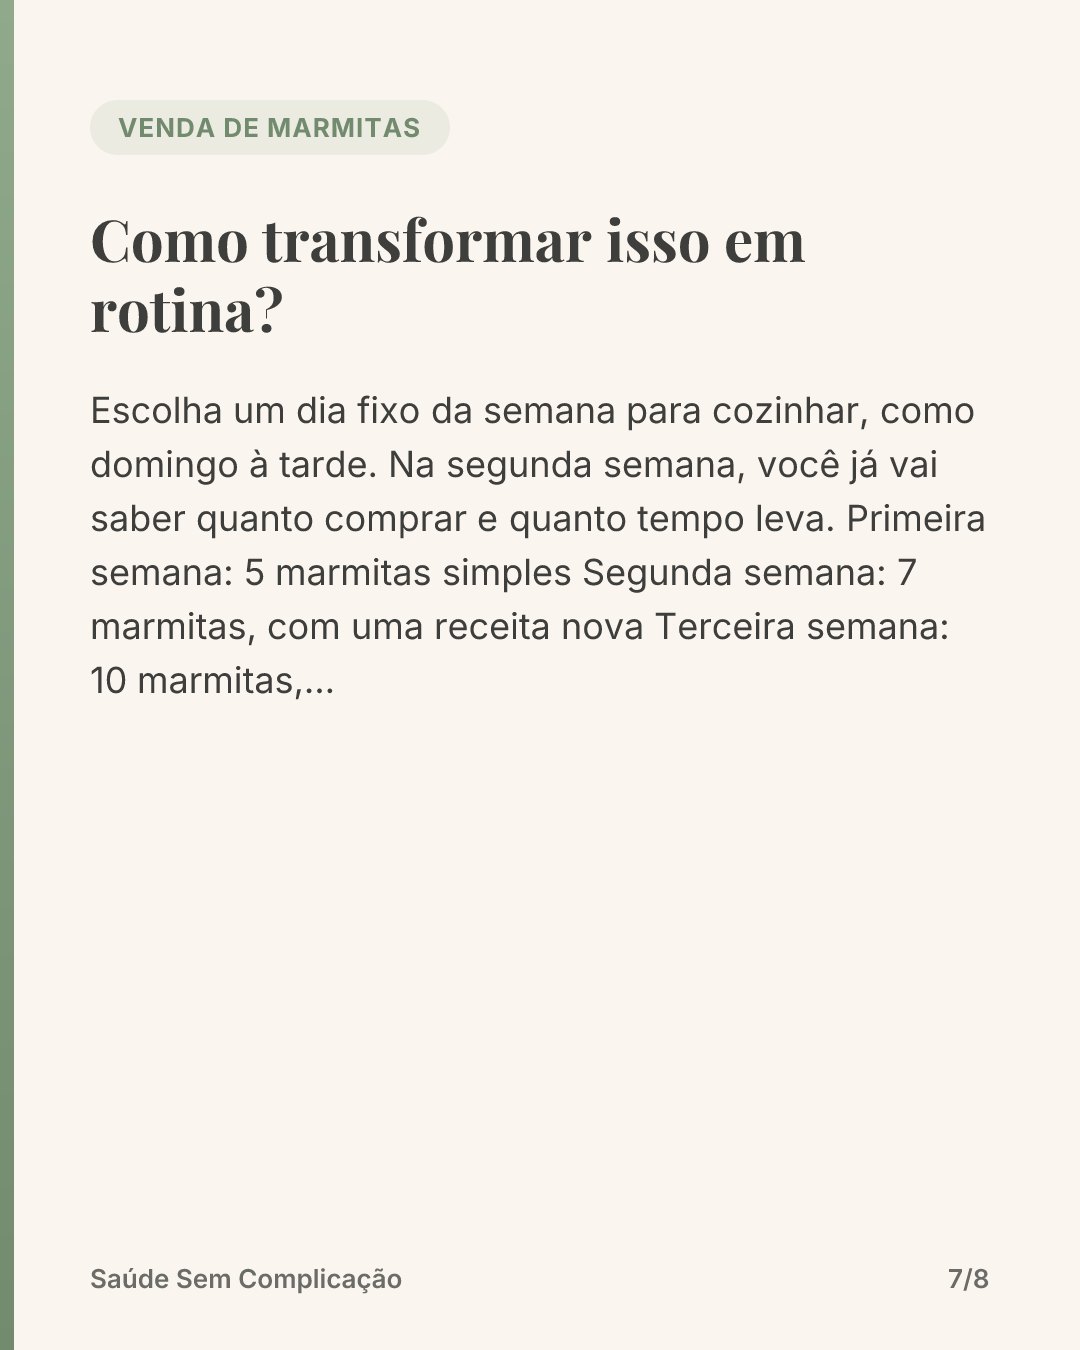 VENDA DE MARMITAS
Como transformar isso em
rotina?
Escolha um dia fixo da semana para cozinhar, como
domingo à tarde. Na segunda semana, você já vai
saber quanto comprar e quanto tempo leva. Primeira
semana: 5 marmitas simples Segunda semana: 7
marmitas, com uma receita nova Terceira semana:
10 marmitas,...
Saúde Sem Complicação
7/8